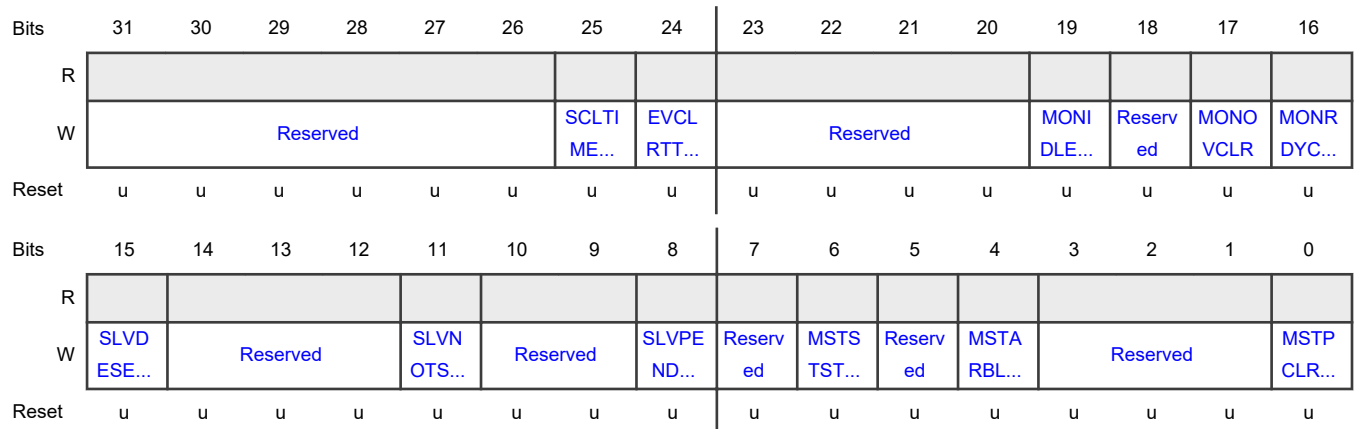 Bits 31 30 29 28 27 26 25 24 23 22 21 20 19 18 17 16
R
W Reserved SCLTI ME... EVCL RTT... Reserved MONI DLE... Reserv ed MONO VCLR MONR DYC...
Reset u u u u u u u u u u u u u u u u
Bits 15 14 13 12 11 10 9 8 7 6 5 4 3 2 1 0
R
W SLVD ESE... Reserved SLVN OTS... Reserved SLVPE ND... Reserv ed MSTS TST... Reserv ed MSTA RBL... Reserved MSTP CLR...
Reset u u u u u u u u u u u u u u u u